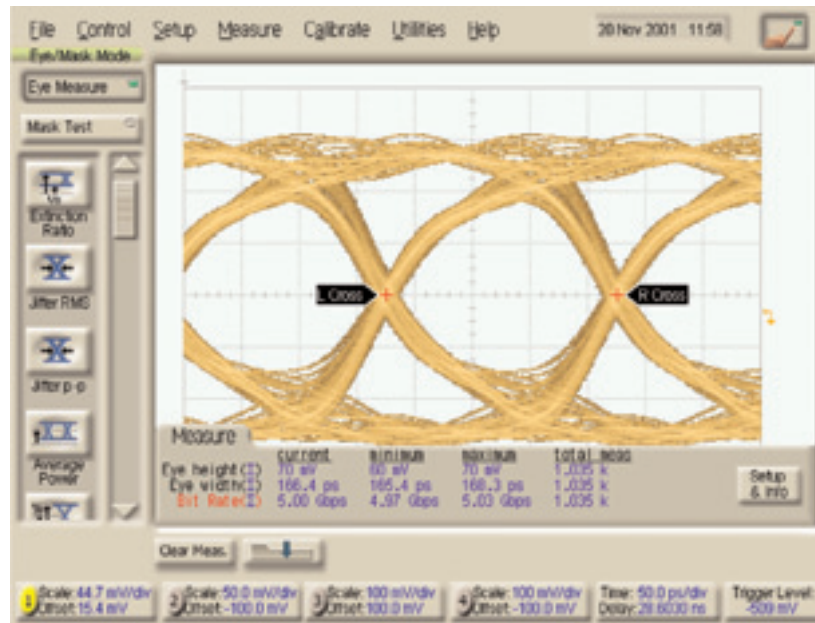 File Control Setup Measure Calibrate Utilities Help 20 Nov 2001 11:58
Eye/Mask Mode
Eye Measure
Mask Test
Extinction
Ratio
Jitter RMS
Jitter p-p
Average
Power
L Cross
R Cross
Measure
current minimum maximum total meas
Eye height(1) 70 mV 60 mV 70 mV 1.035 k
Eye width(1) 166.4 ps 165.4 ps 168.3 ps 1.035 k
Bit Rate(1) 5.00 Gbps 4.97 Gbps 5.03 Gbps 1.035 k
Setup
& Info
Clear Meas.
1 Scale: 44.7 mV/div
Offset: 15.4 mV
2 Scale: 50.0 mV/div
Offset: -100.0 mV
3 Scale: 100 mV/div
Offset: 100.0 mV
4 Scale: 100 mV/div
Offset: -100.0 mV
Time: 50.0 ps/div
Delay: 28.6030 ns
Trigger Level:
-509 mV